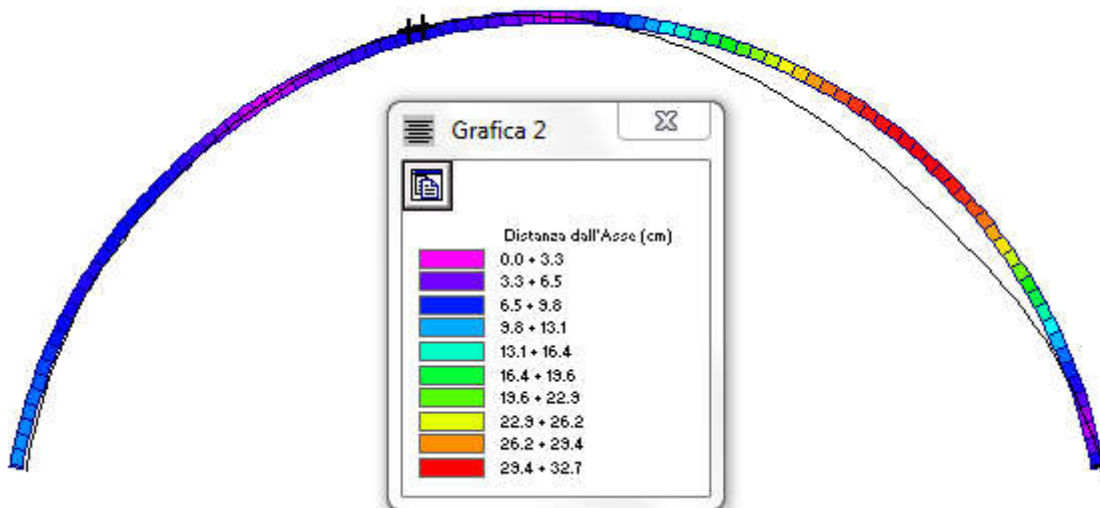 Grafica 2
Distanza dall'Asse (cm)
0.0 ÷ 3.3
3.3 ÷ 6.5
6.5 ÷ 9.8
9.8 ÷ 13.1
13.1 ÷ 16.4
16.4 ÷ 19.6
19.6 ÷ 22.9
22.9 ÷ 26.2
26.2 ÷ 29.4
29.4 ÷ 32.7